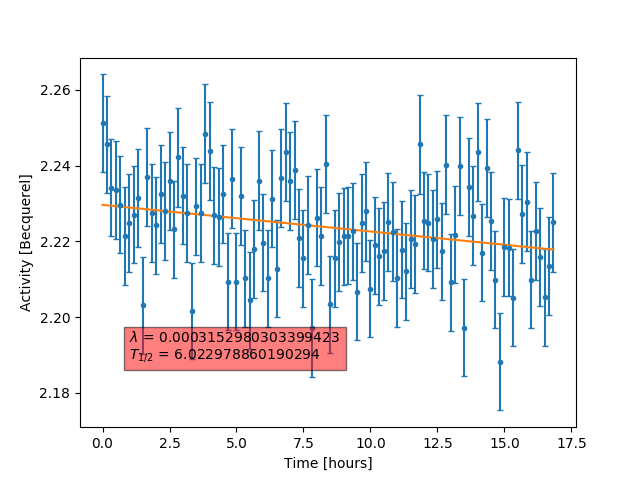 2.26
2.24
2.22
2.20
2.18
Activity [Becquerel]
λ = 0.0003152980303399423
T1/2 = 6.022978860190294
0.0 2.5 5.0 7.5 10.0 12.5 15.0 17.5
Time [hours]